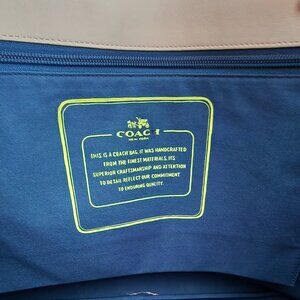 COACH
NEW YORK
THIS IS A COACH BAG. IT WAS HANDCRAFTED
FROM THE FINEST MATERIALS. ITS
SUPERIOR CRAFTSMANSHIP AND ATTENTION
TO DETAIL REFLECT OUR COMMITMENT
TO ENDURING QUALITY.